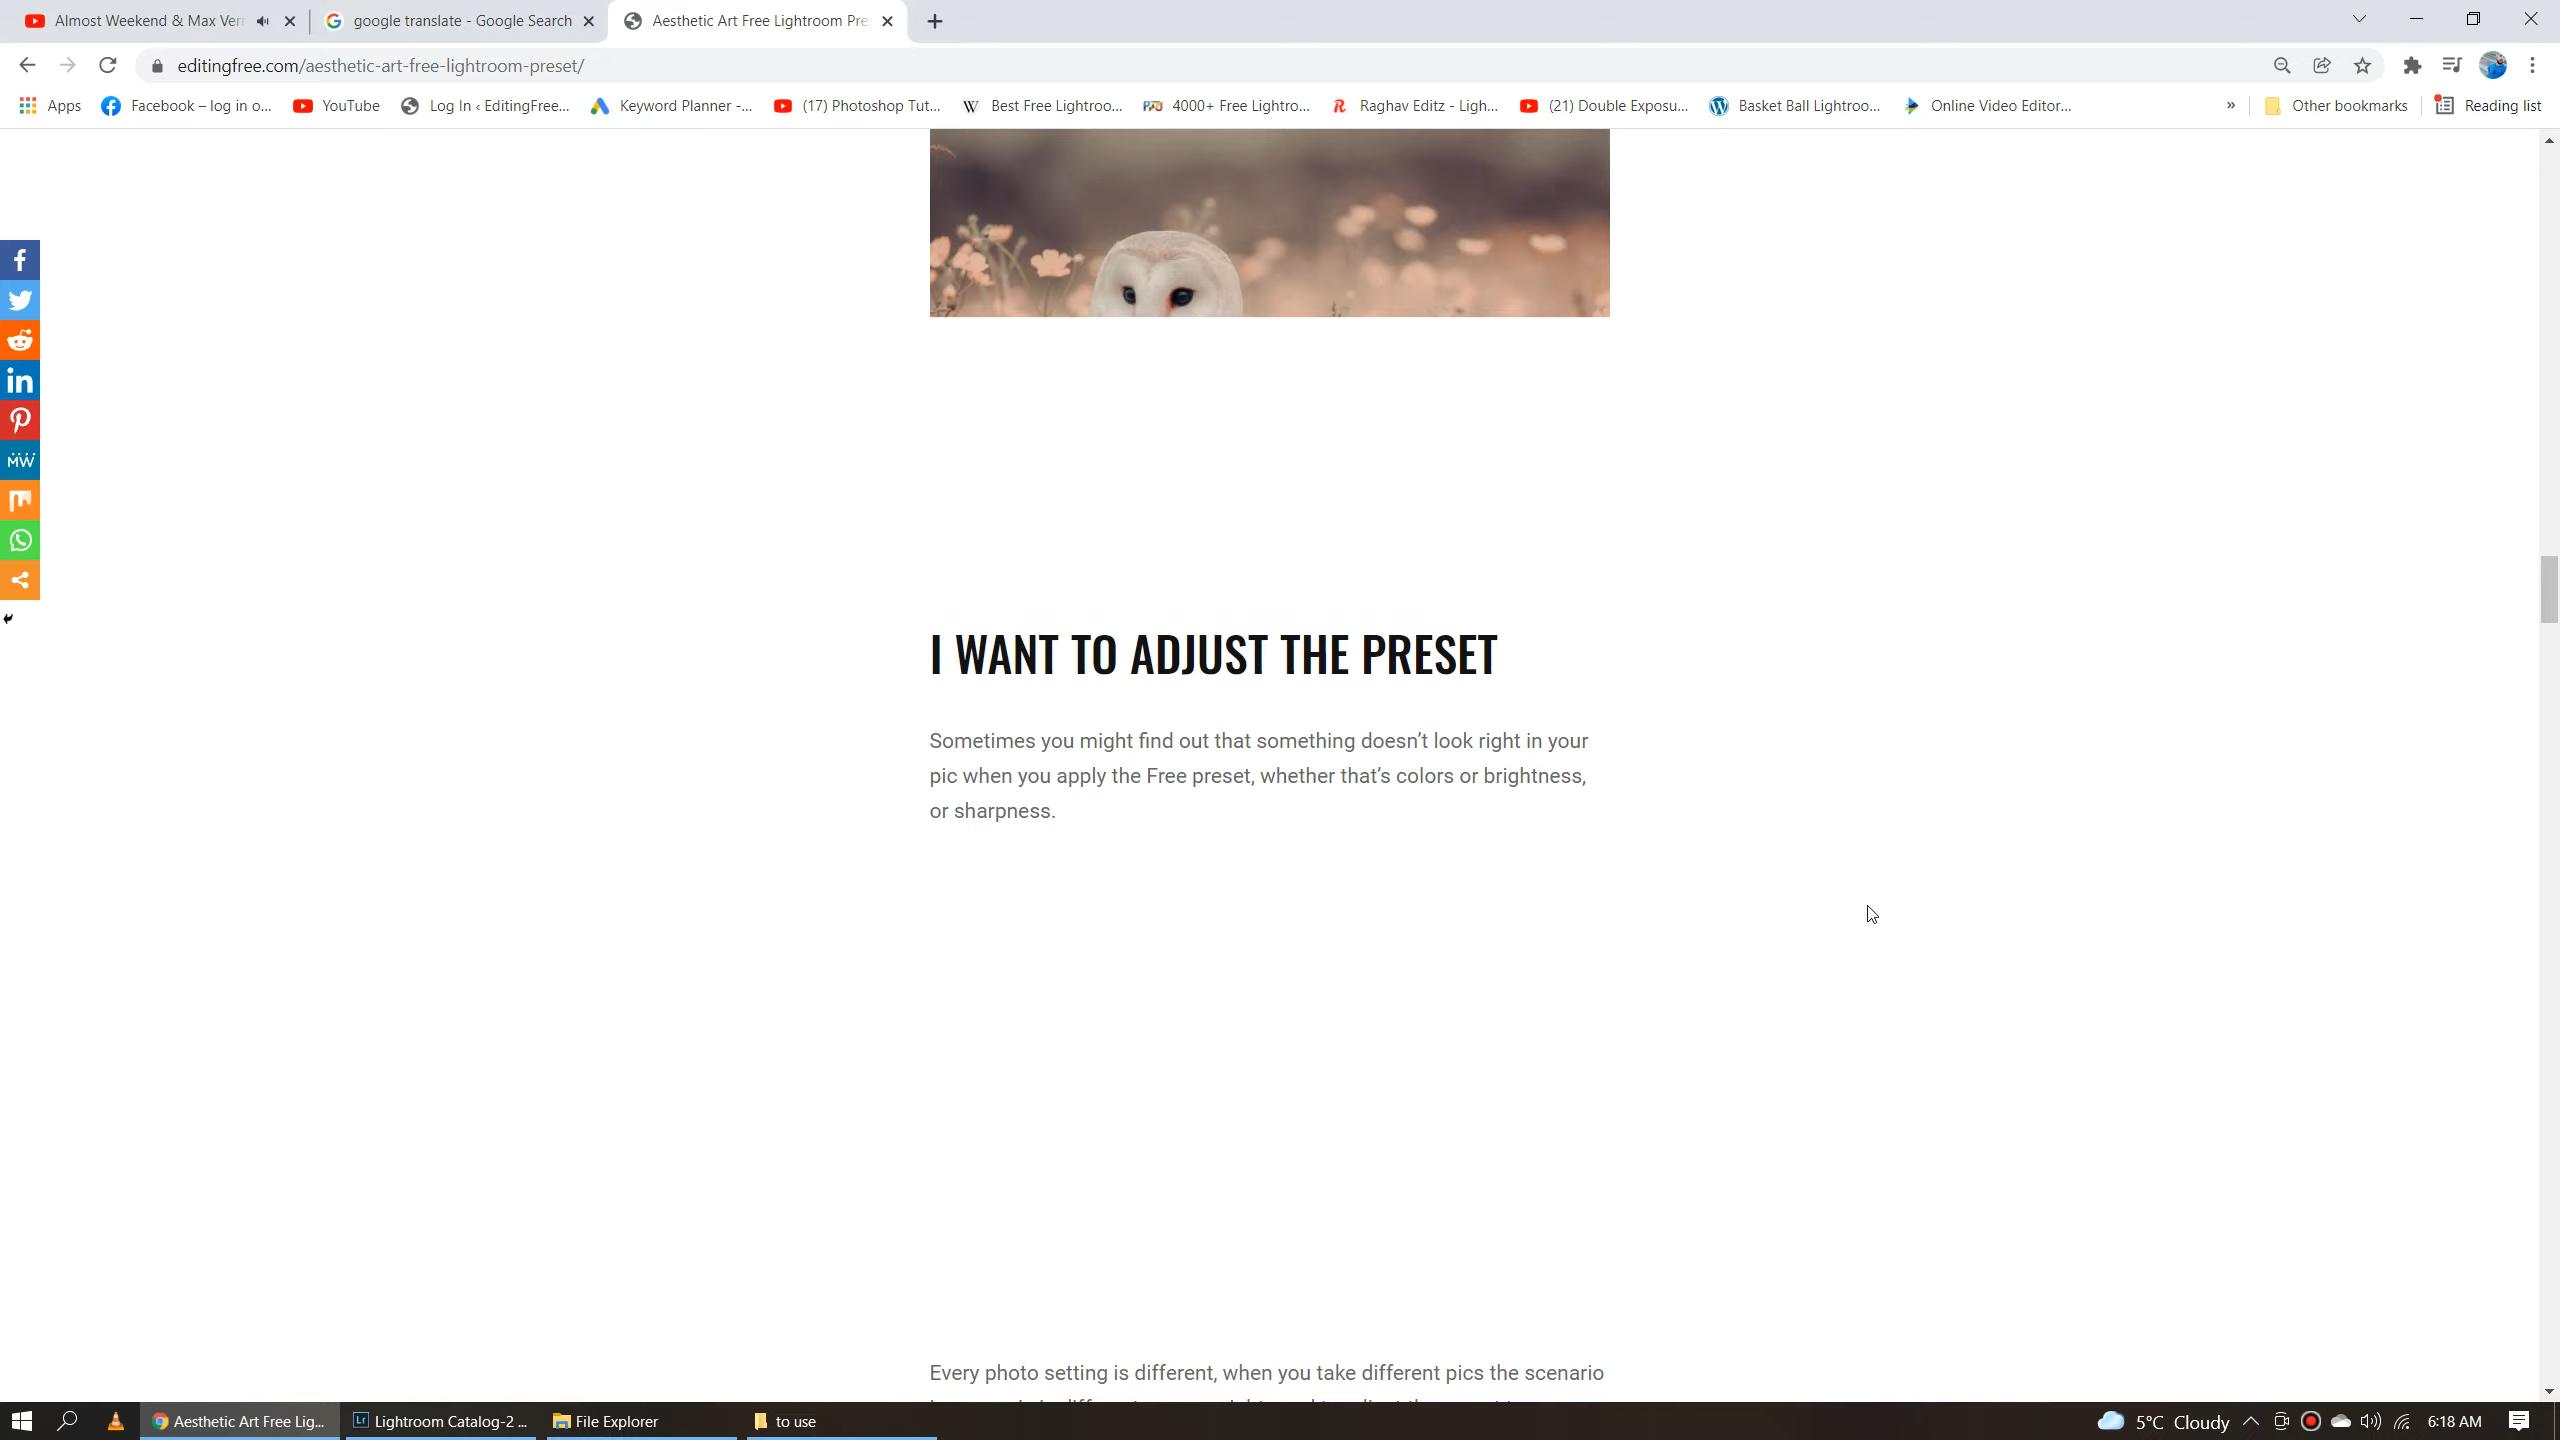 Almost Weekend & Max Ver
google translate - Google Search
Aesthetic Art Free Lightroom Pre
editingfree.com/aesthetic-art-free-lightroom-preset/
Apps
Facebook – log in o...
YouTube
Log In ‹ EditingFree...
Keyword Planner -...
(17) Photoshop Tut...
Best Free Lightroo...
4000+ Free Lightro...
Raghav Editz - Ligh...
(21) Double Exposu...
Basket Ball Lightroo...
Online Video Editor...
»
Other bookmarks
Reading list
I WANT TO ADJUST THE PRESET
Sometimes you might find out that something doesn’t look right in your
pic when you apply the Free preset, whether that’s colors or brightness,
or sharpness.
Every photo setting is different, when you take different pics the scenario
Aesthetic Art Free Lig...
Lightroom Catalog-2 ...
File Explorer
to use
5°C Cloudy
6:18 AM